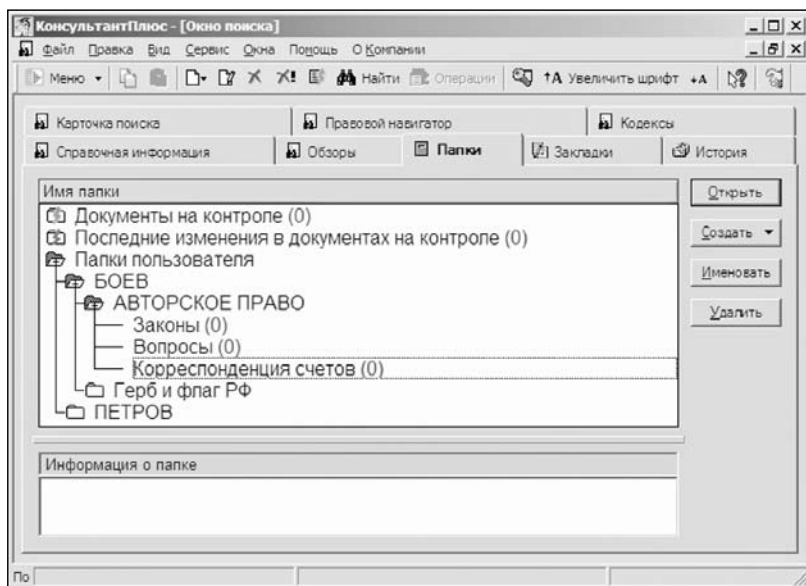 КонсультантПлюс - [Окно поиска]
Файл Правка Вид Сервис Окна Помощь О Компании
Меню Найти Операции ↑А Увеличить шрифт ↓А
Карточка поиска Правовой навигатор Кодексы
Справочная информация Обзоры Папки Закладки История
Имя папки
Документы на контроле (0)
Последние изменения в документах на контроле (0)
Папки пользователя
БОЕВ
АВТОРСКОЕ ПРАВО
Законы (0)
Вопросы (0)
Корреспонденция счетов (0)
Герб и флаг РФ
ПЕТРОВ
Открыть
Создать
Именовать
Удалить
Информация о папке
По